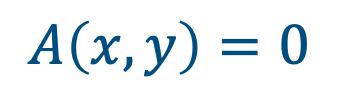 A(x, y) = 0